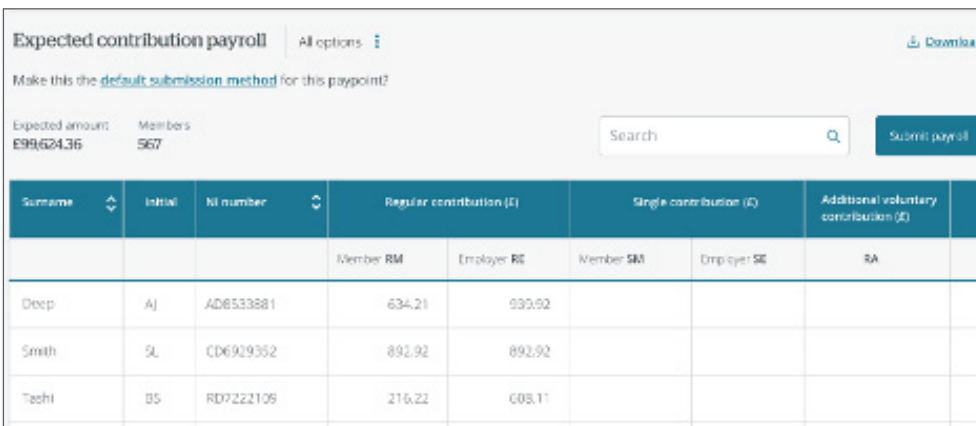 Expected contribution payroll All options Downloa
Make this the default submission method for this paypoint?
Expected amount Members
£99,624.36 567
Search Submit payroll
Surname Initial NI number Regular contribution (£) Single contribution (£) Additional voluntary
contribution (£)
Member RM Employer RE Member SM Employer SE RA
Deep AJ AD8533881 634.21 939.92
Smith SL CD6929352 892.92 892.92
Tashi BS RD7222109 216.22 608.11